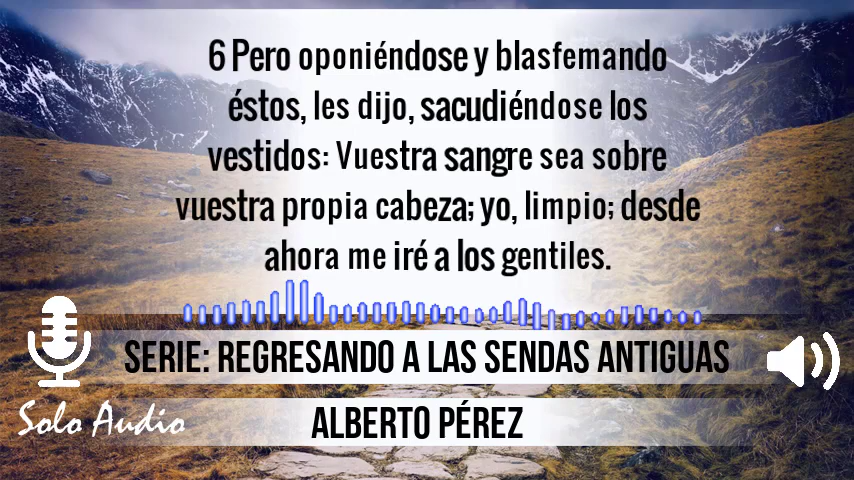 6 Pero oponiéndose y blasfemando
éstos, les dijo, sacudiéndose los
vestidos: Vuestra sangre sea sobre
vuestra propia cabeza; yo, limpio; desde
ahora me iré a los gentiles.
SERIE: REGRESANDO A LAS SENDAS ANTIGUAS
Solo Audio
ALBERTO PÉREZ